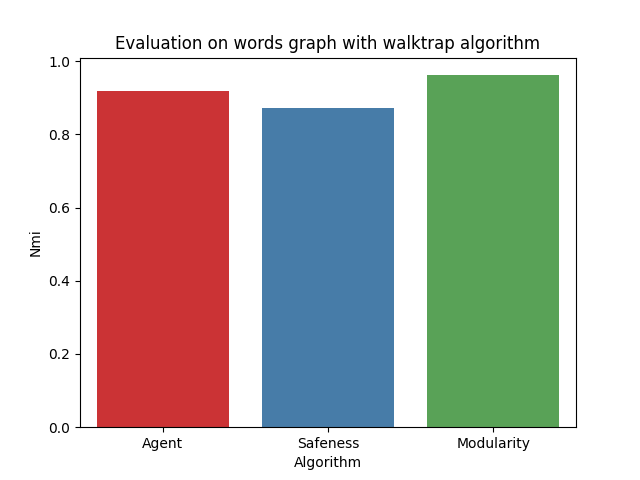 Evaluation on words graph with walktrap algorithm
1.0
0.8
0.6
0.4
0.2
0.0
Nmi
Agent Safeness Modularity
Algorithm